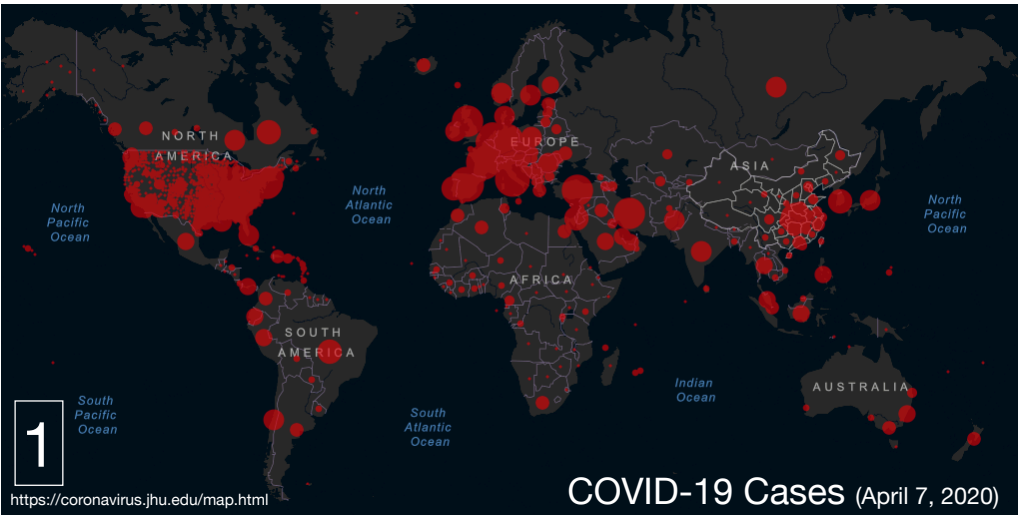 NORTH
AMERICA
EUROPE
ASIA
North
Pacific
Ocean
North
Atlantic
Ocean
North
Pacific
Ocean
AFRICA
SOUTH
AMERICA
AUSTRALIA
Indian
Ocean
South
Pacific
Ocean
South
Atlantic
Ocean
1
https://coronavirus.jhu.edu/map.html
COVID-19 Cases (April 7, 2020)